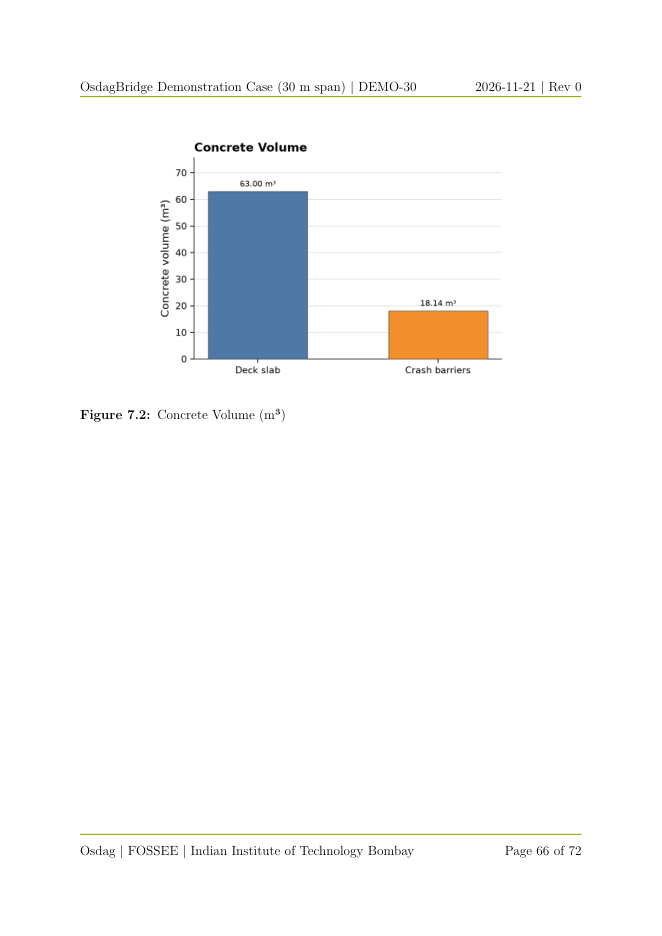 OsdagBridge Demonstration Case (30 m span) | DEMO-30 2026-11-21 | Rev 0
Concrete Volume
Concrete volume (m³)
70
60
50
40
30
20
10
0
63.00 m³
18.14 m³
Deck slab Crash barriers
Figure 7.2: Concrete Volume (m³)
Osdag | FOSSEE | Indian Institute of Technology Bombay Page 66 of 72